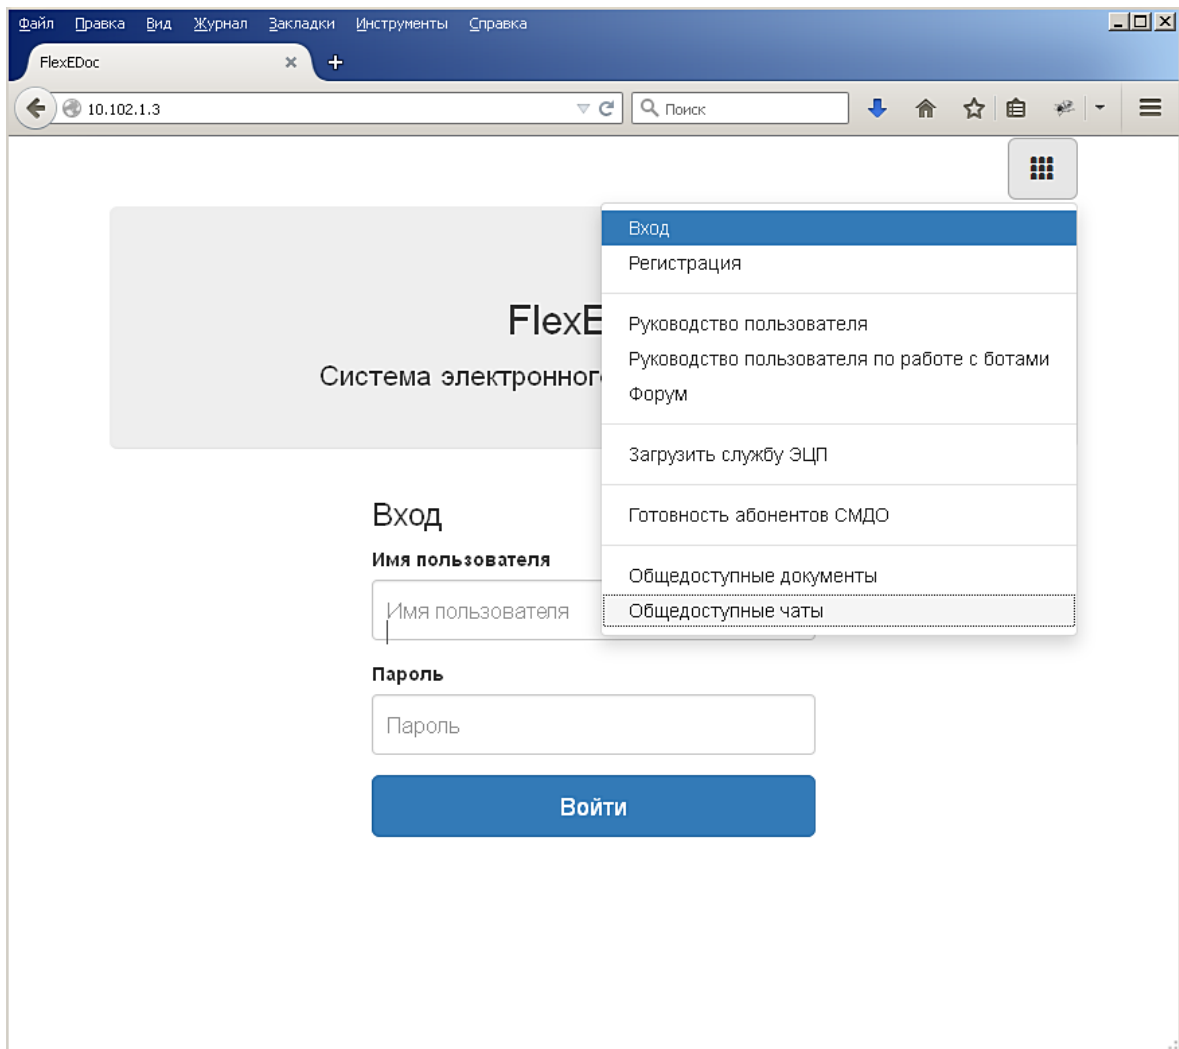 Файл Правка Вид Журнал Закладки Инструменты Справка
FlexEDoc
10.102.1.3
Поиск
Вход
Регистрация
Руководство пользователя
Руководство пользователя по работе с ботами
Форум
Загрузить службу ЭЦП
Готовность абонентов СМДО
Общедоступные документы
Общедоступные чаты
FlexE
Система электронног
Вход
Имя пользователя
Имя пользователя
Пароль
Пароль
Войти